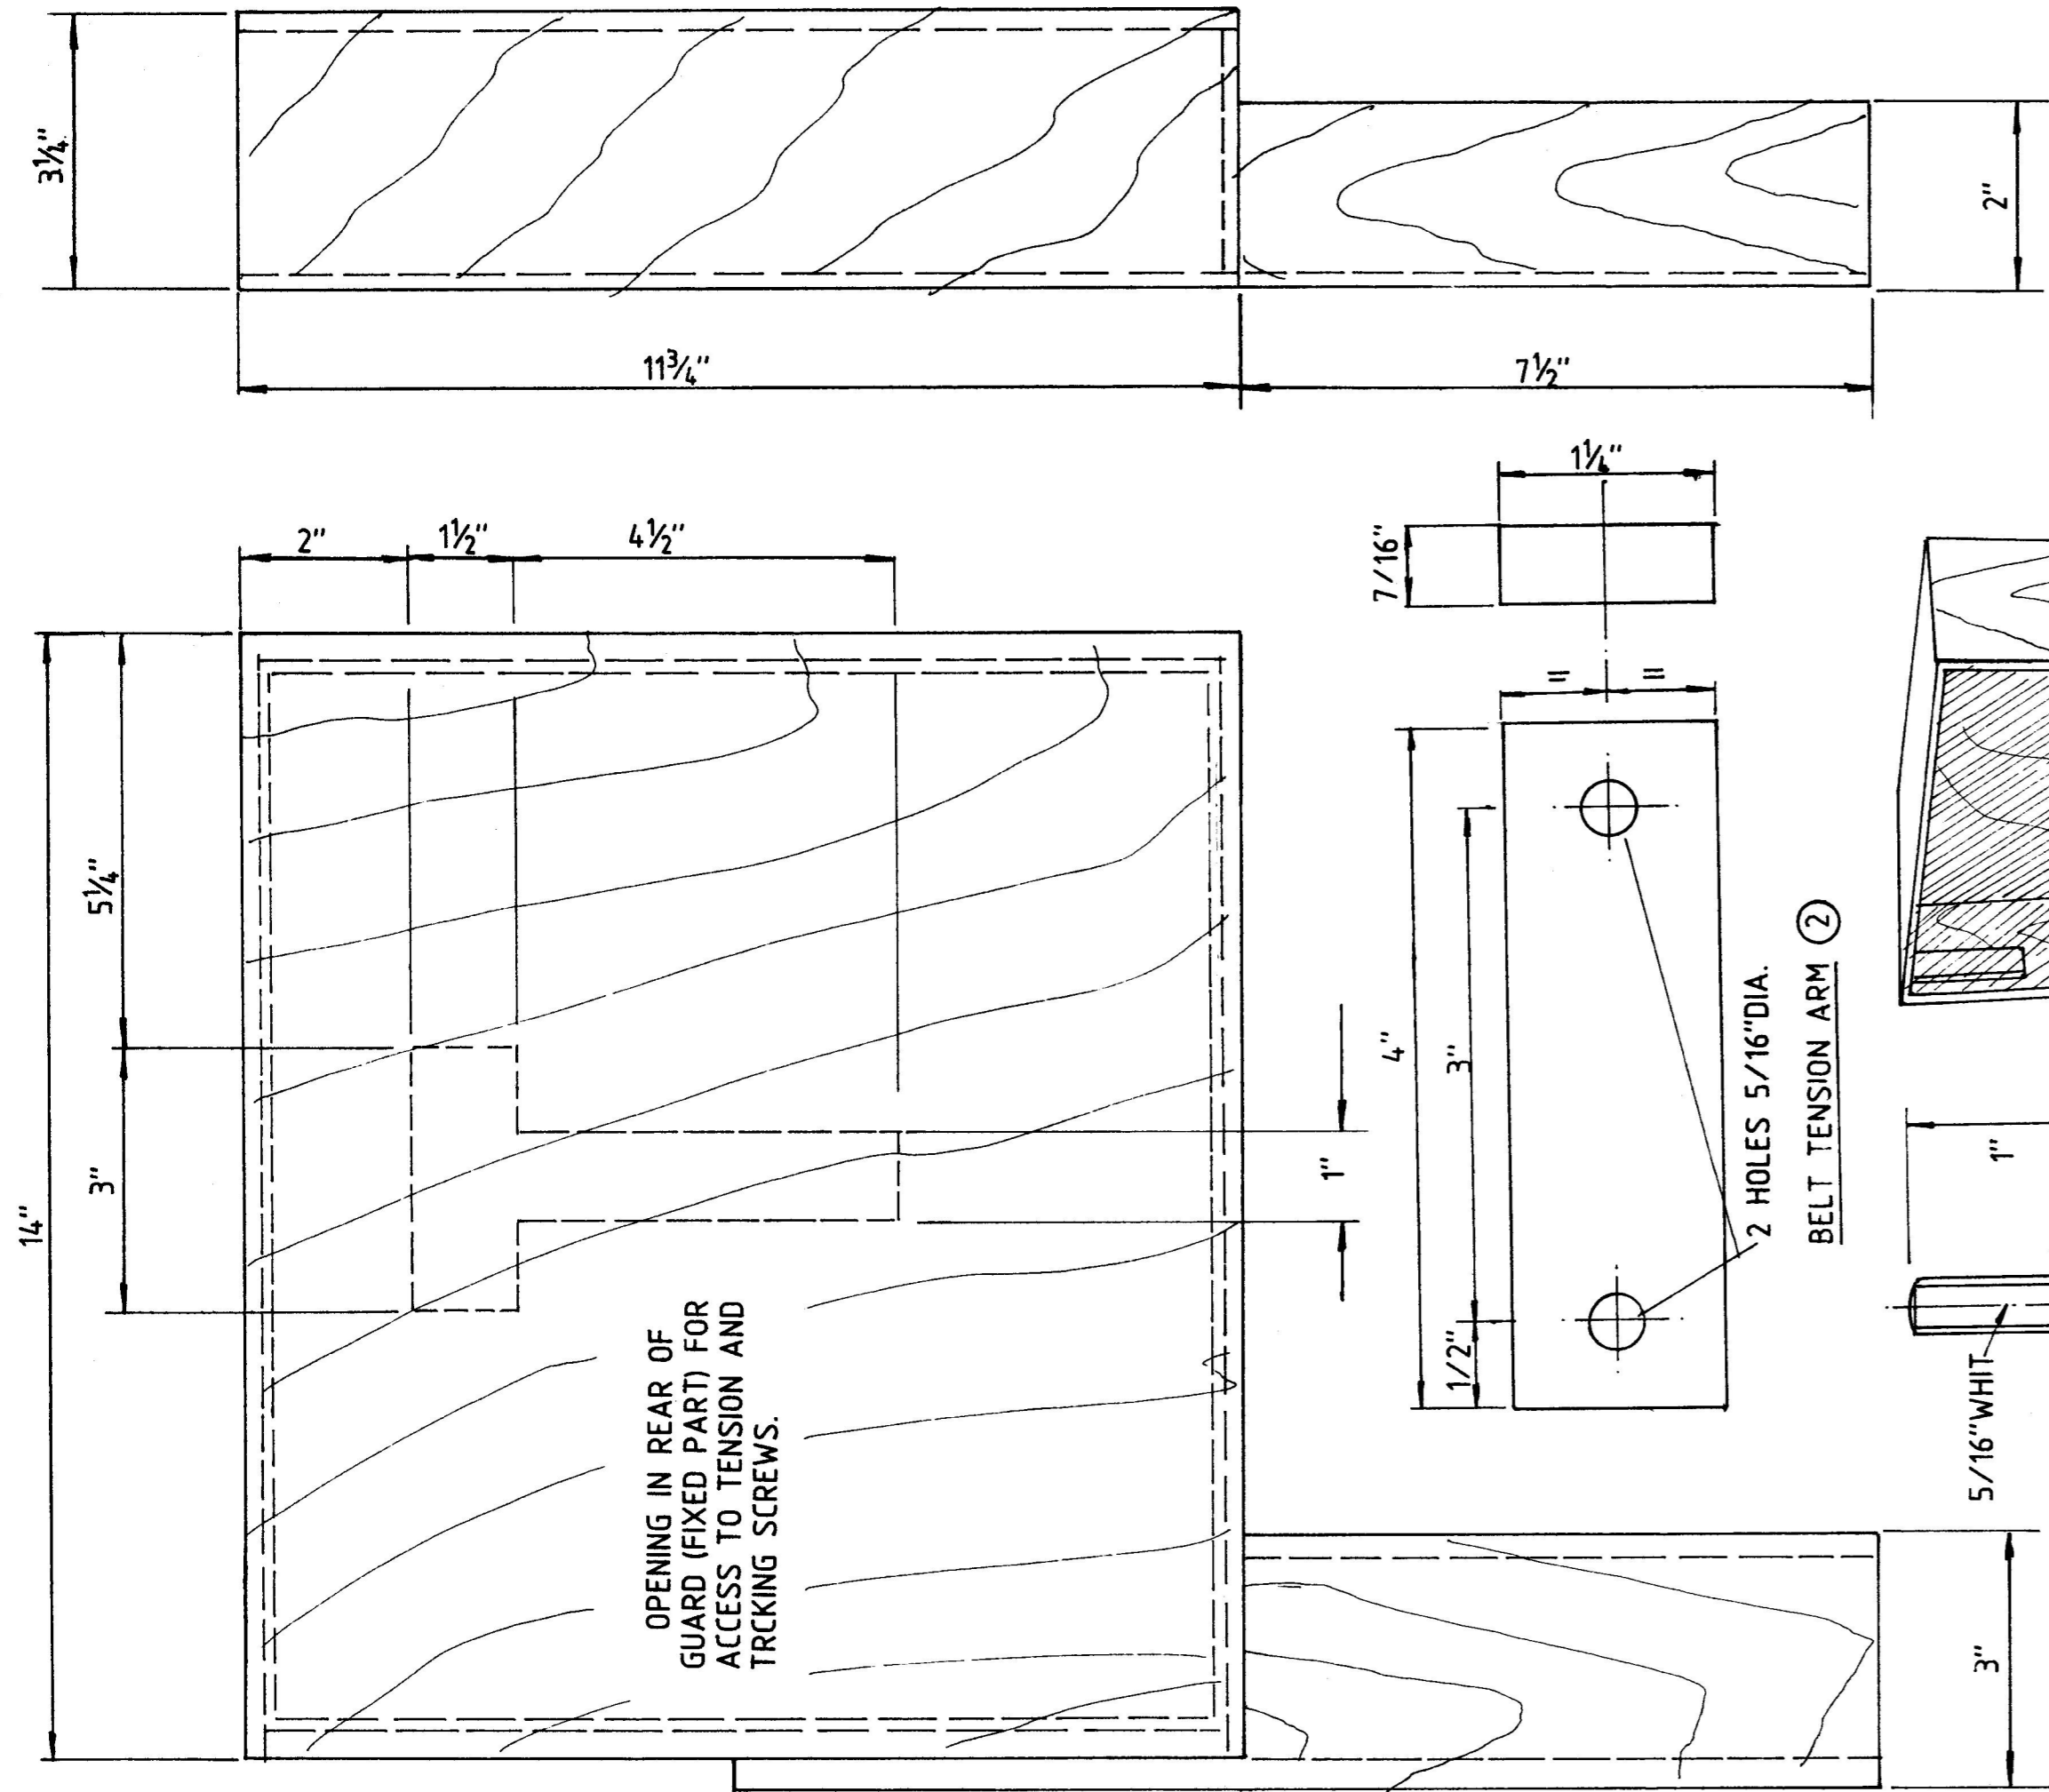 3¼"
2"
11¾"
7½"
1¼"
7/16"
2"
1½"
4½"
=
=
14"
5¼"
3"
1"
4"
3"
1/2"
2 HOLES 5/16"DIA.
BELT TENSION ARM 2
1"
5/16"WHIT
3"
OPENING IN REAR OF
GUARD (FIXED PART) FOR
ACCESS TO TENSION AND
TRCKING SCREWS.